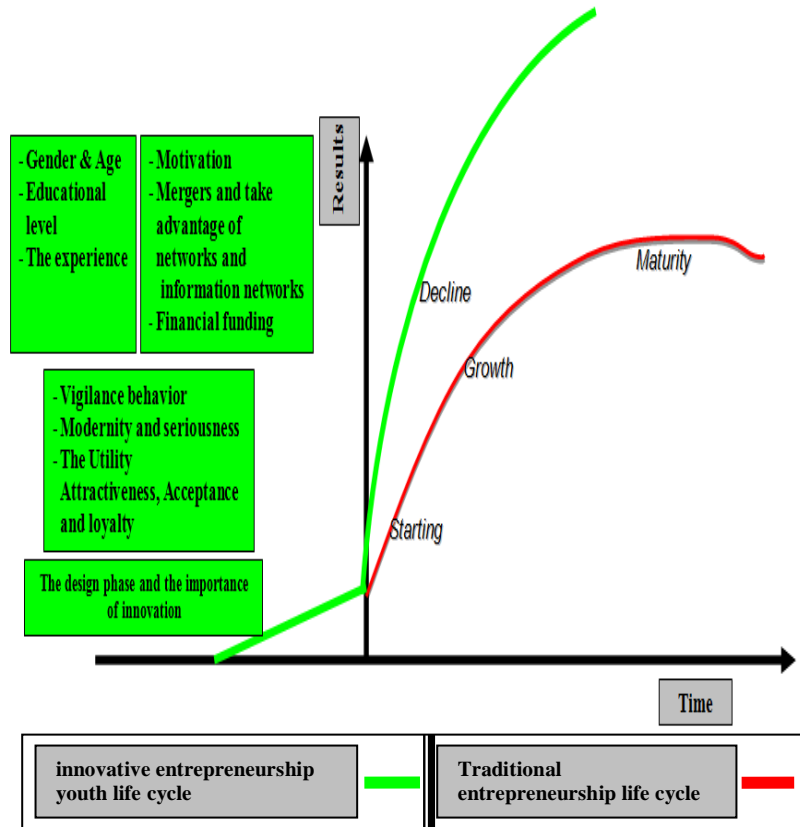 - Gender & Age
- Educational
level
- The experience
- Motivation
- Mergers and take
advantage of
networks and
information networks
- Financial funding
Results
Decline
Maturity
Growth
- Vigilance behavior
- Modernity and seriousness
- The Utility
Attractiveness, Acceptance
and loyalty
Starting
The design phase and the importance
of innovation
Time
innovative entrepreneurship
youth life cycle
Traditional
entrepreneurship life cycle